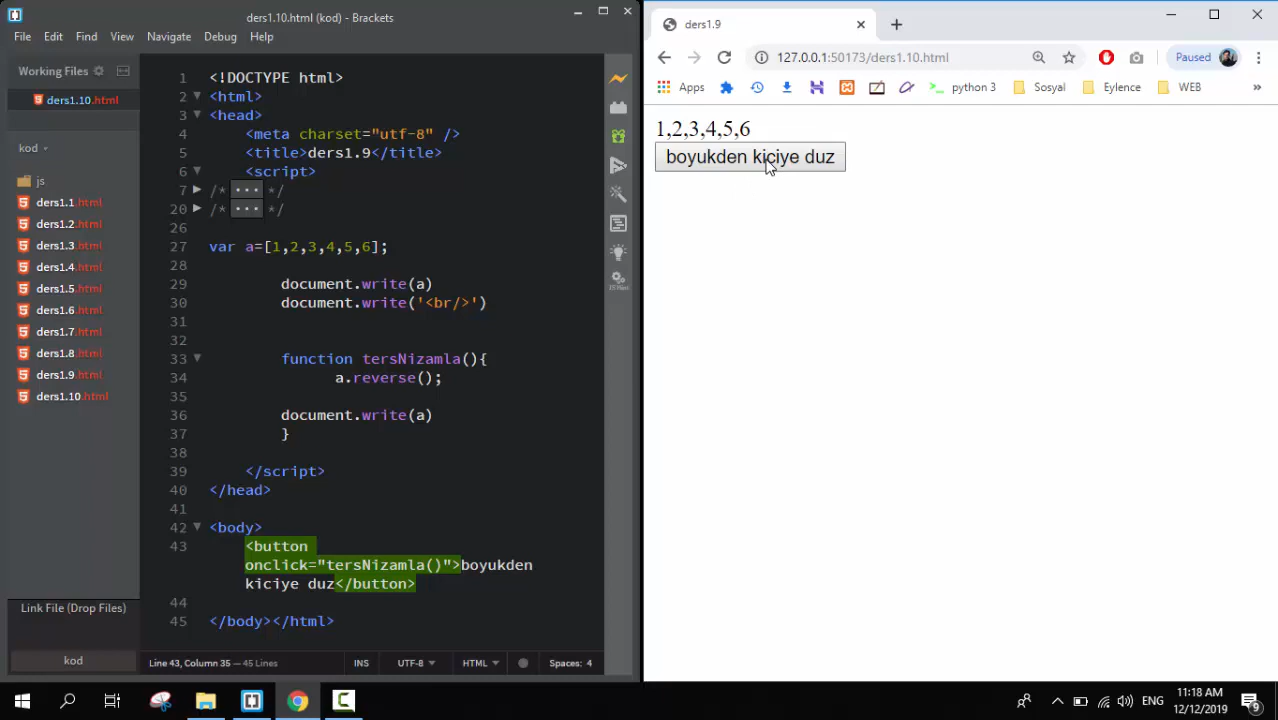 ders1.10.html (kod) - Brackets
File Edit Find View Navigate Debug Help
Working Files
ders1.10.html
kod
js
ders1.1.html
ders1.2.html
ders1.3.html
ders1.4.html
ders1.5.html
ders1.6.html
ders1.7.html
ders1.8.html
ders1.9.html
ders1.10.html
Link File (Drop Files)
kod
1 <!DOCTYPE html>
2 <html>
3 <head>
4 <meta charset="utf-8" />
5 <title>ders1.9</title>
6 <script>
7 /* ... */
20 /* ... */
26
27 var a=[1,2,3,4,5,6];
28
29 document.write(a)
30 document.write('<br/>')
31
32
33 function tersNizamla(){
34 a.reverse();
35
36 document.write(a)
37 }
38
39 </script>
40 </head>
41
42 <body>
43 <button
onclick="tersNizamla()">boyukden
kiciye duz</button>
44
45 </body></html>
Line 43, Column 35 — 45 Lines INS UTF-8 HTML Spaces: 4
ders1.9
127.0.0.1:50173/ders1.10.html Paused
Apps python 3 Sosyal Eylence WEB »
1,2,3,4,5,6
boyukden kiciye duz
ENG
11:18 AM
12/12/2019
9